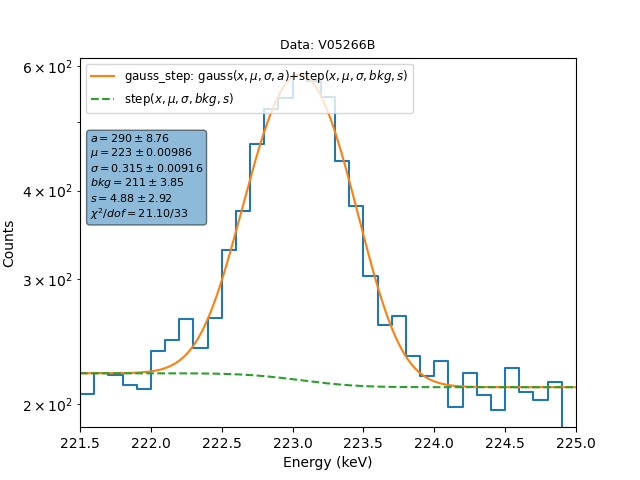 Data: V05266B
gauss_step: gauss(x, μ, σ, a)+step(x, μ, σ, bkg, s)
step(x, μ, σ, bkg, s)
a = 290 ± 8.76
μ = 223 ± 0.00986
σ = 0.315 ± 0.00916
bkg = 211 ± 3.85
s = 4.88 ± 2.92
χ²/dof = 21.10/33
6 × 10²
4 × 10²
3 × 10²
2 × 10²
Counts
221.5 222.0 222.5 223.0 223.5 224.0 224.5 225.0
Energy (keV)